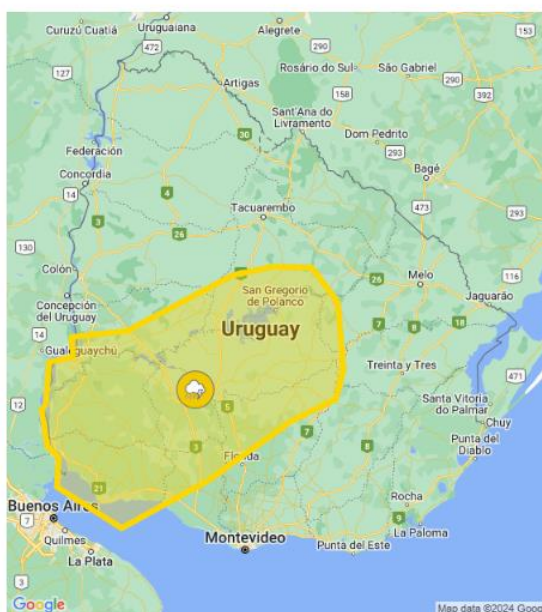 Curuzú Cuatiá
Uruguaiana
Alegrete
153
472
290
290
127
Rosário do Sul
São Gabriel
Artigas
158
392
Sant'Ana do
Livramento
Dom Pedrito
30
293
Federación
Bagé
Concordia
14
4
473
3
Tacuarembo
293
26
130
Colón
26
Melo
116
San Gregorio
de Polanco
Jaguarão
Concepción
del Uruguay
Uruguay
7
8
18
14
Gualeguaychú
Treinta y Tres
471
12
5
Santa Vitoria
do Palmar
Chuy
7
3
8
Punta del
Diablo
Florida
21
Rocha
Buenos Aires
9
7
La Paloma
Quilmes
Montevideo
Punta del Este
La Plata
3
Google
Map data ©2024 Goog